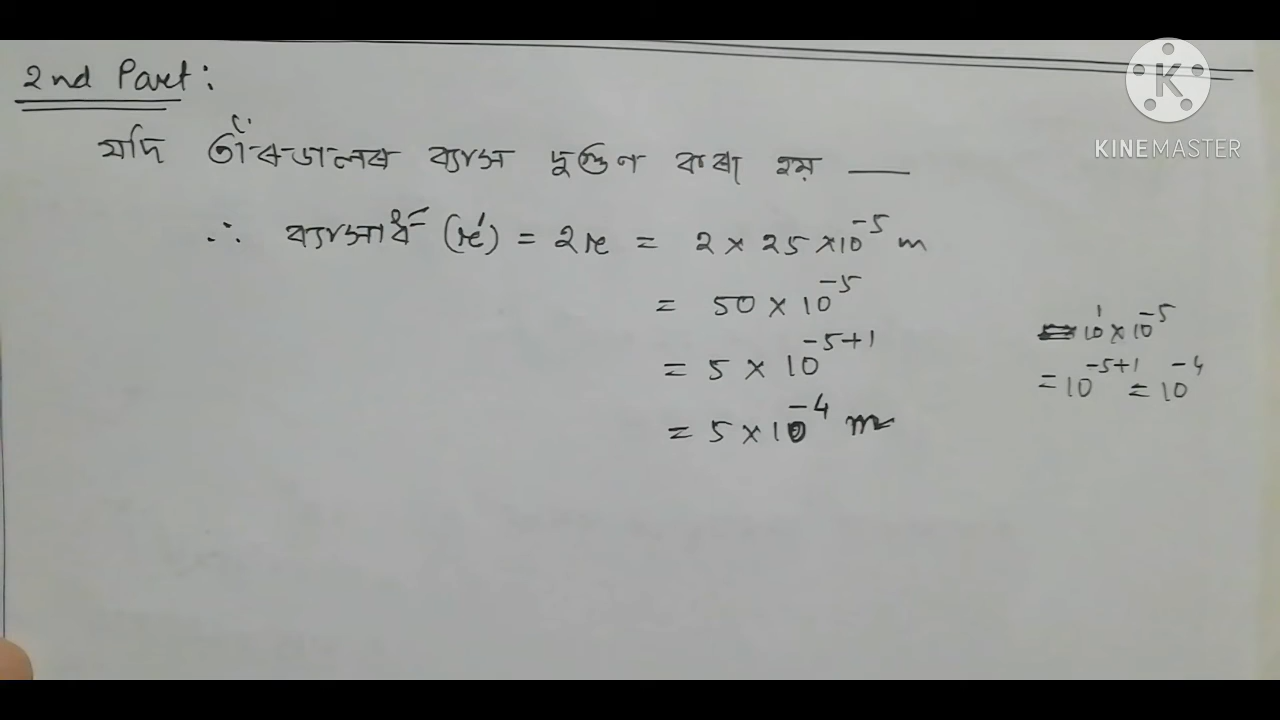 2nd Part:
KINEMASTER
যদি তাঁৰডালৰ ব্যাস দুগুণ কৰা হয় —
∴ ব্যাসাৰ্ধ (r') = 2r = 2 × 25 × 10⁻⁵ m
= 50 × 10⁻⁵
= 5 × 10⁻⁵⁺¹
= 5 × 10⁻⁴ m
10¹ × 10⁻⁵
= 10⁻⁵⁺¹ = 10⁻⁴